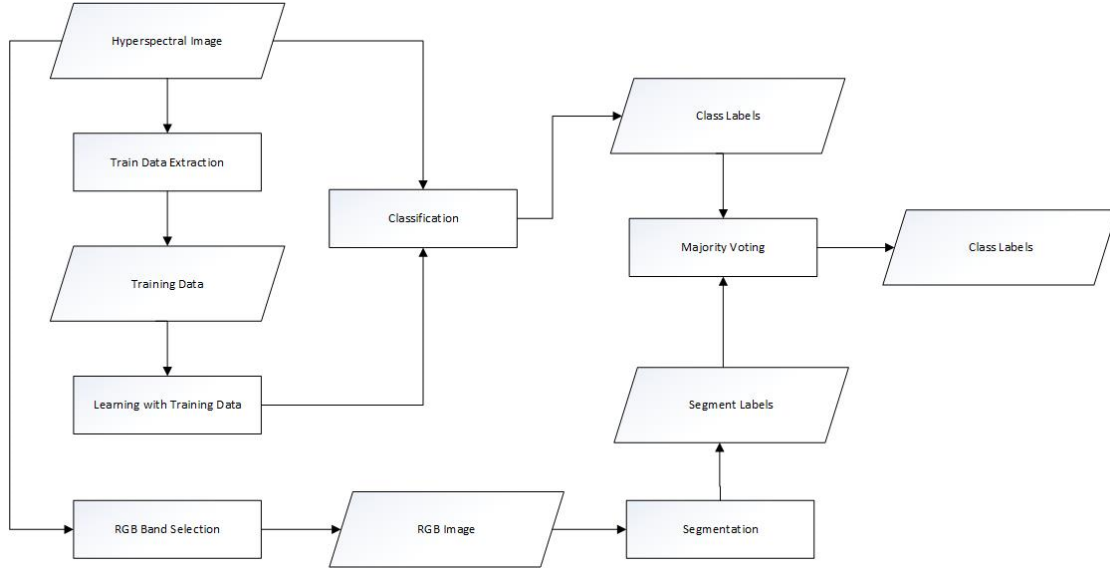 Hyperspectral Image
Train Data Extraction
Training Data
Learning with Training Data
RGB Band Selection
RGB Image
Classification
Class Labels
Majority Voting
Class Labels
Segment Labels
Segmentation